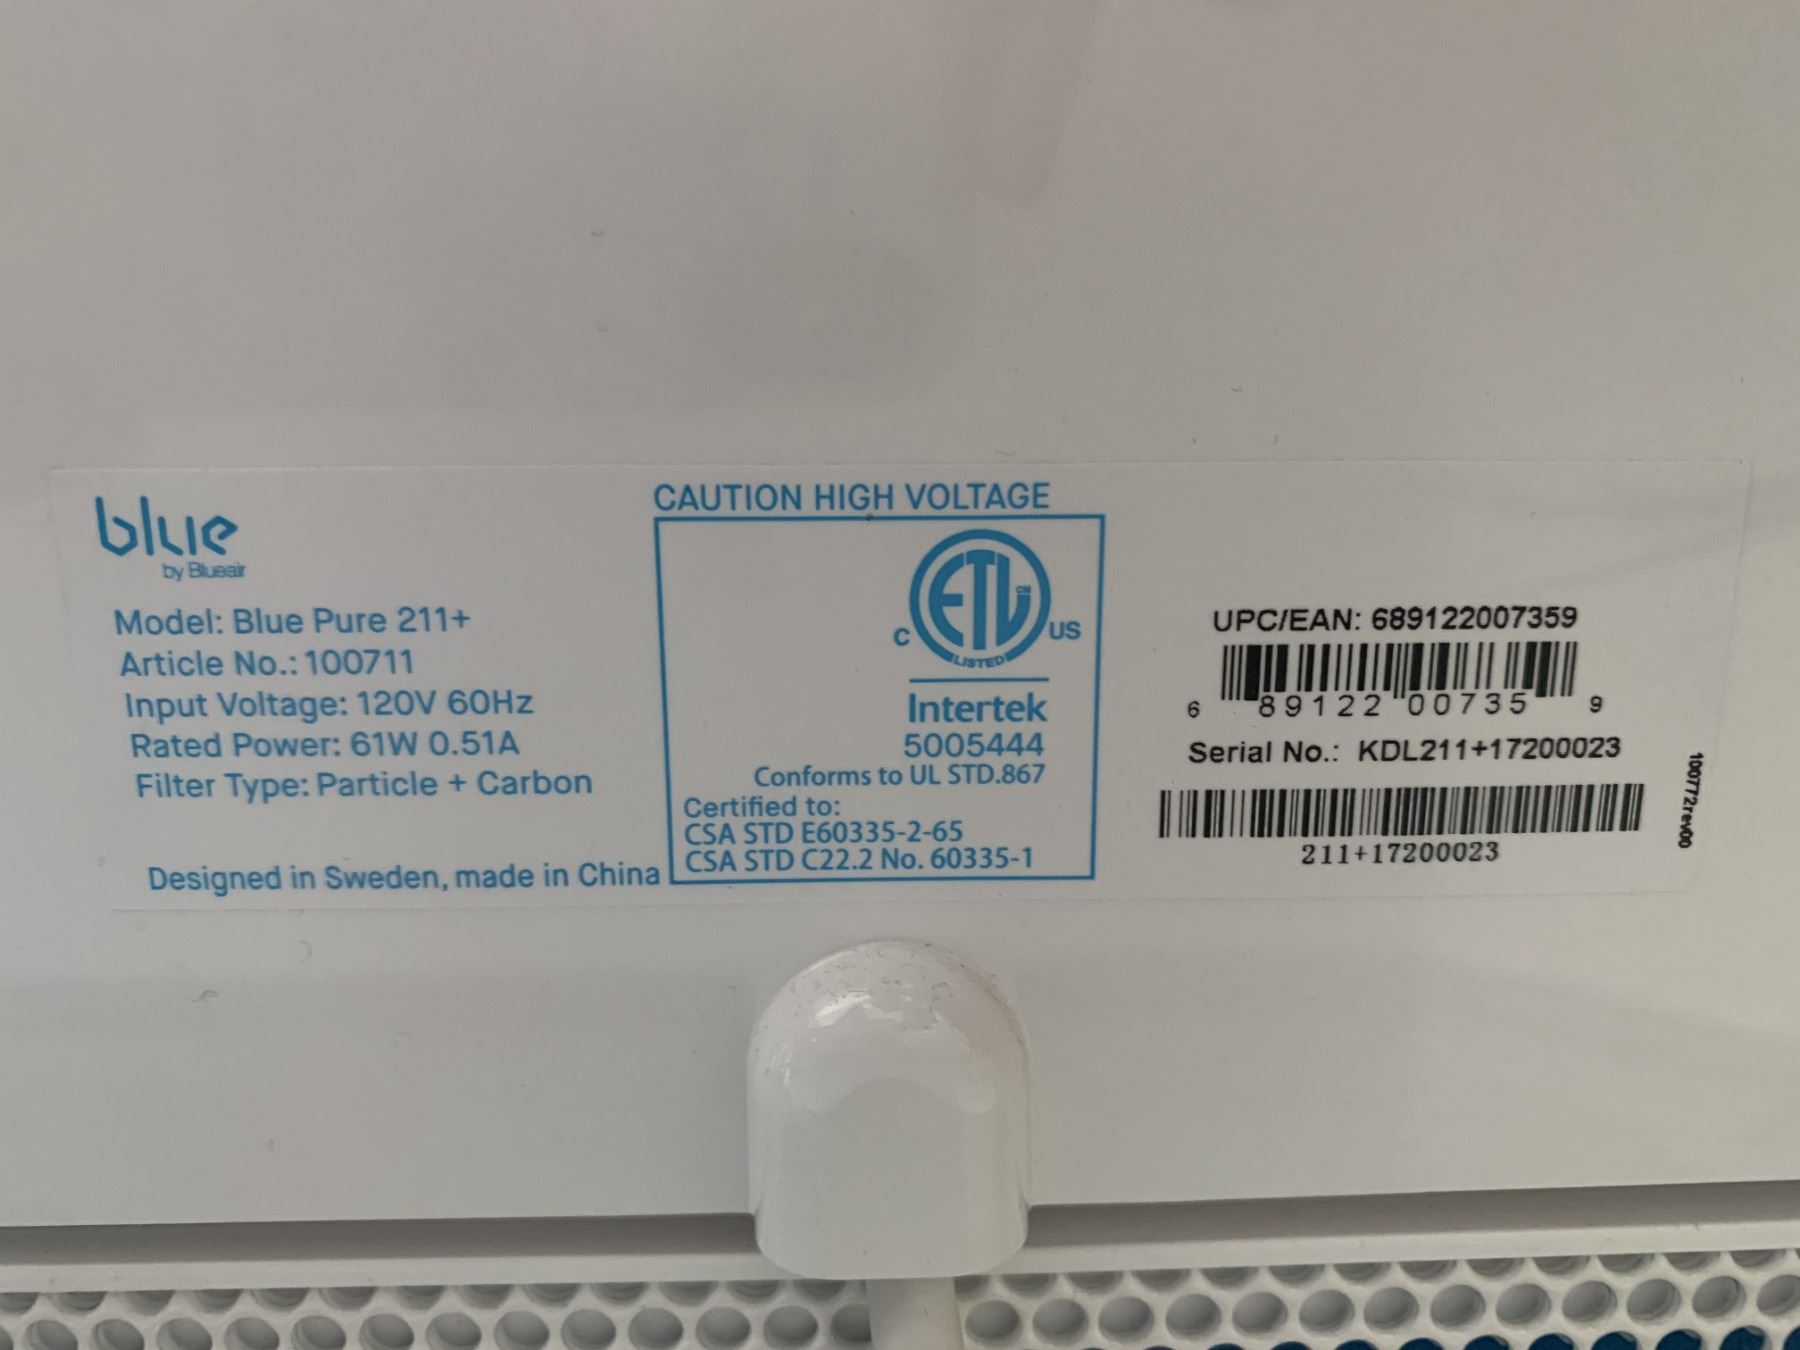 blue
by Blueair
Model: Blue Pure 211+
Article No.: 100711
Input Voltage: 120V 60Hz
Rated Power: 61W 0.51A
Filter Type: Particle + Carbon
Designed in Sweden, made in China
CAUTION HIGH VOLTAGE
ETL CM
C US
LISTED
Intertek
5005444
Conforms to UL STD.867
Certified to:
CSA STD E60335-2-65
CSA STD C22.2 No. 60335-1
UPC/EAN: 689122007359
6 89122 00735 9
Serial No.: KDL211+17200023
211+17200023
100772rev00